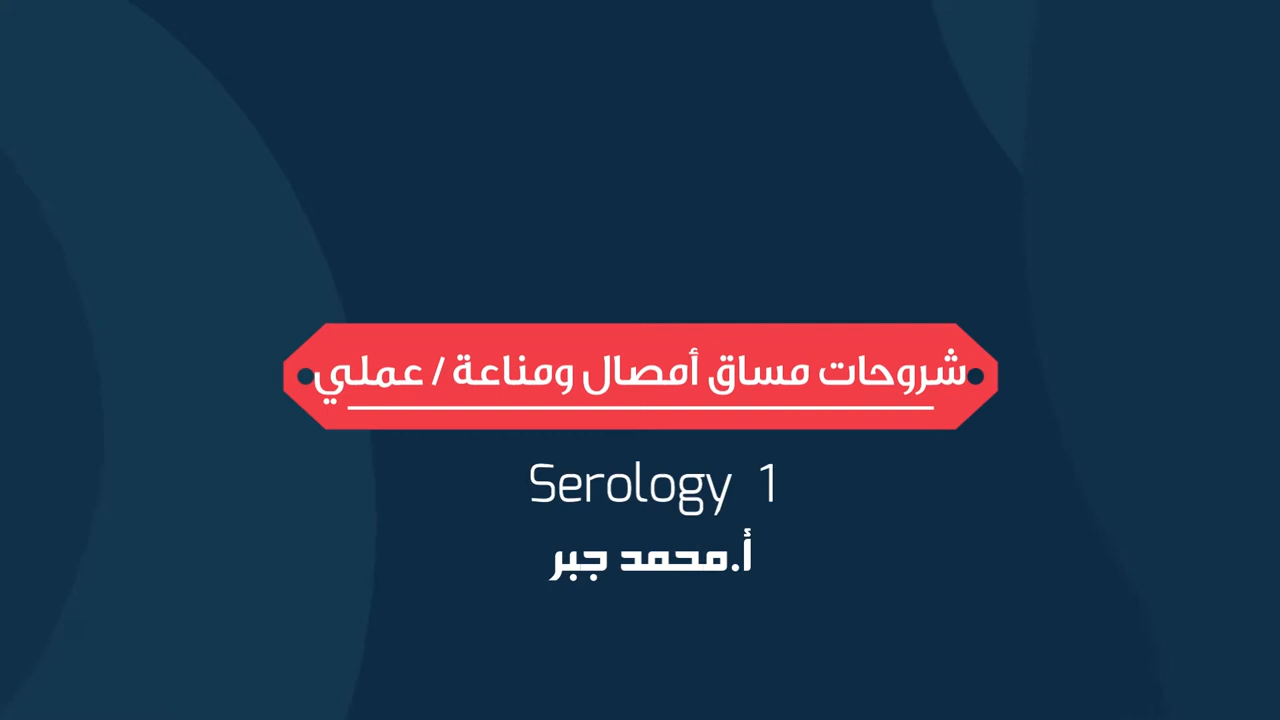 شروحات مساق أمصال ومناعة / عملي
Serology 1
أ.محمد جبر